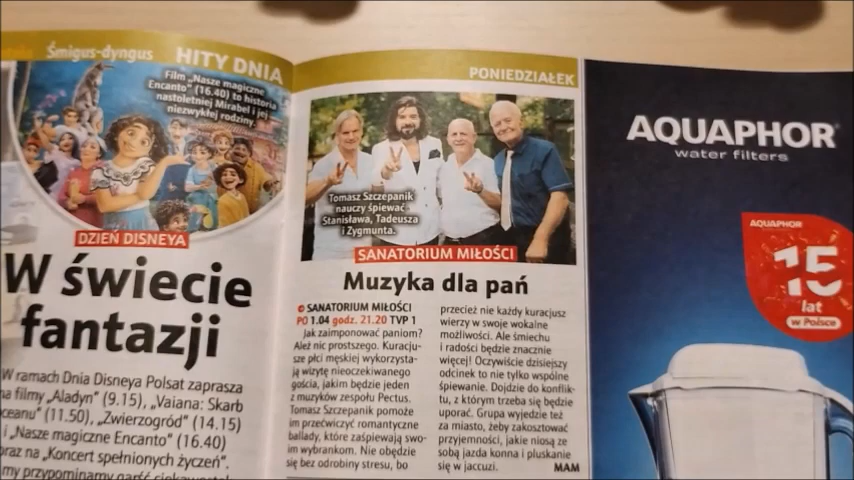 Śmigus-dyngus HITY DNIA
Film „Nasze magiczne
Encanto" (16.40) to historia
nastoletniej Mirabel i jej
niezwykłej rodziny.
DZIEŃ DISNEYA
W świecie
fantazji
W ramach Dnia Disneya Polsat zaprasza
na filmy „Aladyn" (9.15), „Vaiana: Skarb
oceanu" (11.50), „Zwierzogród" (14.15)
i „Nasze magiczne Encanto" (16.40)
oraz na „Koncert spełnionych życzeń".
my przypominamy garść
PONIEDZIAŁEK
Tomasz Szczepanik
nauczy śpiewać
Stanisława, Tadeusza
i Zygmunta.
SANATORIUM MIŁOŚCI
Muzyka dla pań
SANATORIUM MIŁOŚCI
PO 1.04 godz. 21.20 TVP 1
Jak zaimponować paniom?
Ależ nic prostszego. Kuracju-
sze płci męskiej wykorzysta-
ją wizytę nieoczekiwanego
gościa, jakim będzie jeden
z muzyków zespołu Pectus.
Tomasz Szczepanik pomoże
im przećwiczyć romantyczne
ballady, które zaśpiewają swo-
im wybrankom. Nie obędzie
się bez odrobiny stresu, bo
przecież nie każdy kuracjusz
wierzy w swoje wokalne
możliwości. Ale śmiechu
i radości będzie znacznie
więcej! Oczywiście dzisiejszy
odcinek to nie tylko wspólne
śpiewanie. Dojdzie do konflik-
tu, z którym trzeba się będzie
uporać. Grupa wyjedzie też
za miasto, żeby zakosztować
przyjemności, jakie niosą ze
sobą jazda konna i pluskanie
się w jacuzzi.
MAM
AQUAPHOR
water filters
AQUAPHOR
15
lat
w Polsce